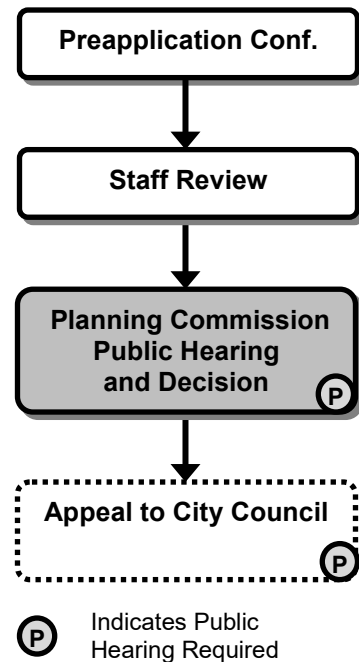 Preapplication Conf.
Staff Review
Planning Commission
Public Hearing
and Decision
P
Appeal to City Council
P
P
Indicates Public
Hearing Required